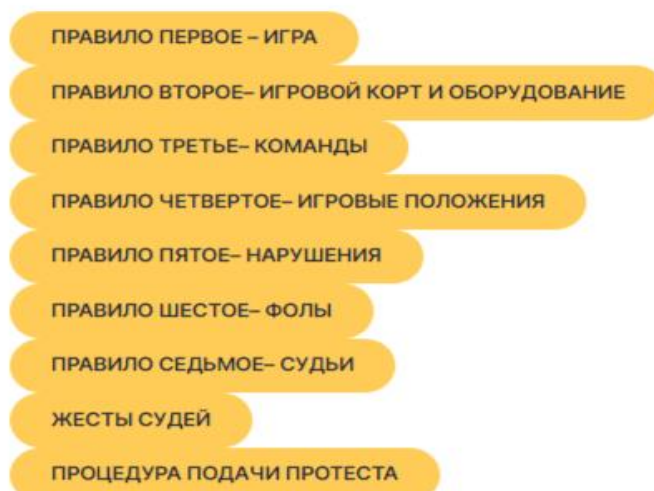 ПРАВИЛО ПЕРВОЕ – ИГРА
ПРАВИЛО ВТОРОЕ– ИГРОВОЙ КОРТ И ОБОРУДОВАНИЕ
ПРАВИЛО ТРЕТЬЕ– КОМАНДЫ
ПРАВИЛО ЧЕТВЕРТОЕ– ИГРОВЫЕ ПОЛОЖЕНИЯ
ПРАВИЛО ПЯТОЕ– НАРУШЕНИЯ
ПРАВИЛО ШЕСТОЕ– ФОЛЫ
ПРАВИЛО СЕДЬМОЕ– СУДЬИ
ЖЕСТЫ СУДЕЙ
ПРОЦЕДУРА ПОДАЧИ ПРОТЕСТА